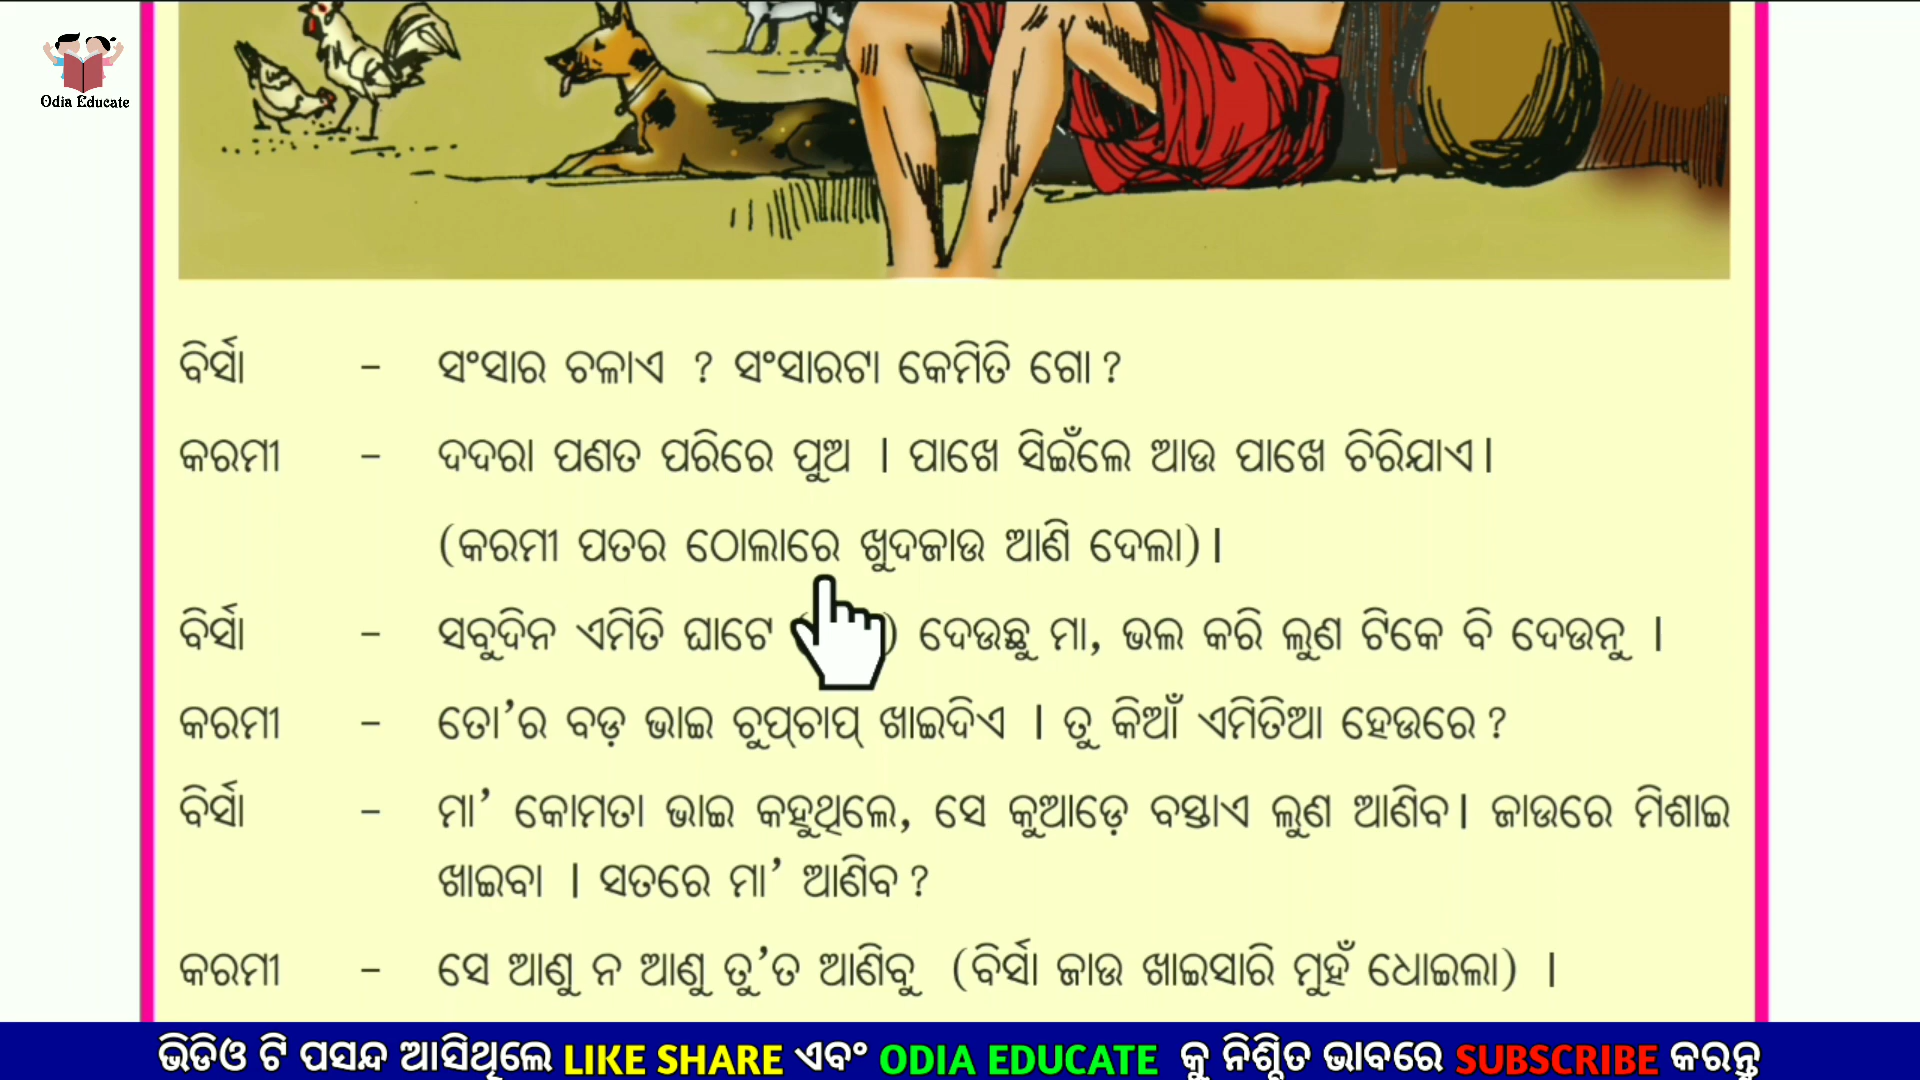 Odia Educate
ବିର୍ସା – ସଂସାର ଚଳାଏ ? ସଂସାରଟା କେମିତି ଗୋ ?
କରମୀ – ଦଦରା ପଣତ ପରିରେ ପୁଅ । ପାଖେ ସିଇଁଲେ ଆଉ ପାଖେ ଚିରିଯାଏ।
(କରମୀ ପତର ଠୋଲାରେ ଖୁଦଜାଉ ଆଣି ଦେଲା)।
ବିର୍ସା – ସବୁଦିନ ଏମିତି ଘାଟେ ) ଦେଉଛୁ ମା, ଭଲ କରି ଲୁଣ ଟିକେ ବି ଦେଉନୁ ।
କରମୀ – ତୋ’ର ବଡ଼ ଭାଇ ଚୁପ୍‌ଚାପ୍ ଖାଇଦିଏ । ତୁ କିଆଁ ଏମିତିଆ ହେଉରେ ?
ବିର୍ସା – ମା’ କୋମତା ଭାଇ କହୁଥିଲେ, ସେ କୁଆଡ଼େ ବସ୍ତାଏ ଲୁଣ ଆଣିବ। ଜାଉରେ ମିଶାଇ
ଖାଇବା । ସତରେ ମା’ ଆଣିବ ?
କରମୀ – ସେ ଆଣୁ ନ ଆଣୁ ତୁ’ତ ଆଣିବୁ (ବିର୍ସା ଜାଉ ଖାଇସାରି ମୁହଁ ଧୋଇଲା) ।
ଭିଡିଓ ଟି ପସନ୍ଦ ଆସିଥିଲେ LIKE SHARE ଏବଂ ODIA EDUCATE କୁ ନିଶ୍ଚିତ ଭାବରେ SUBSCRIBE କରନ୍ତୁ